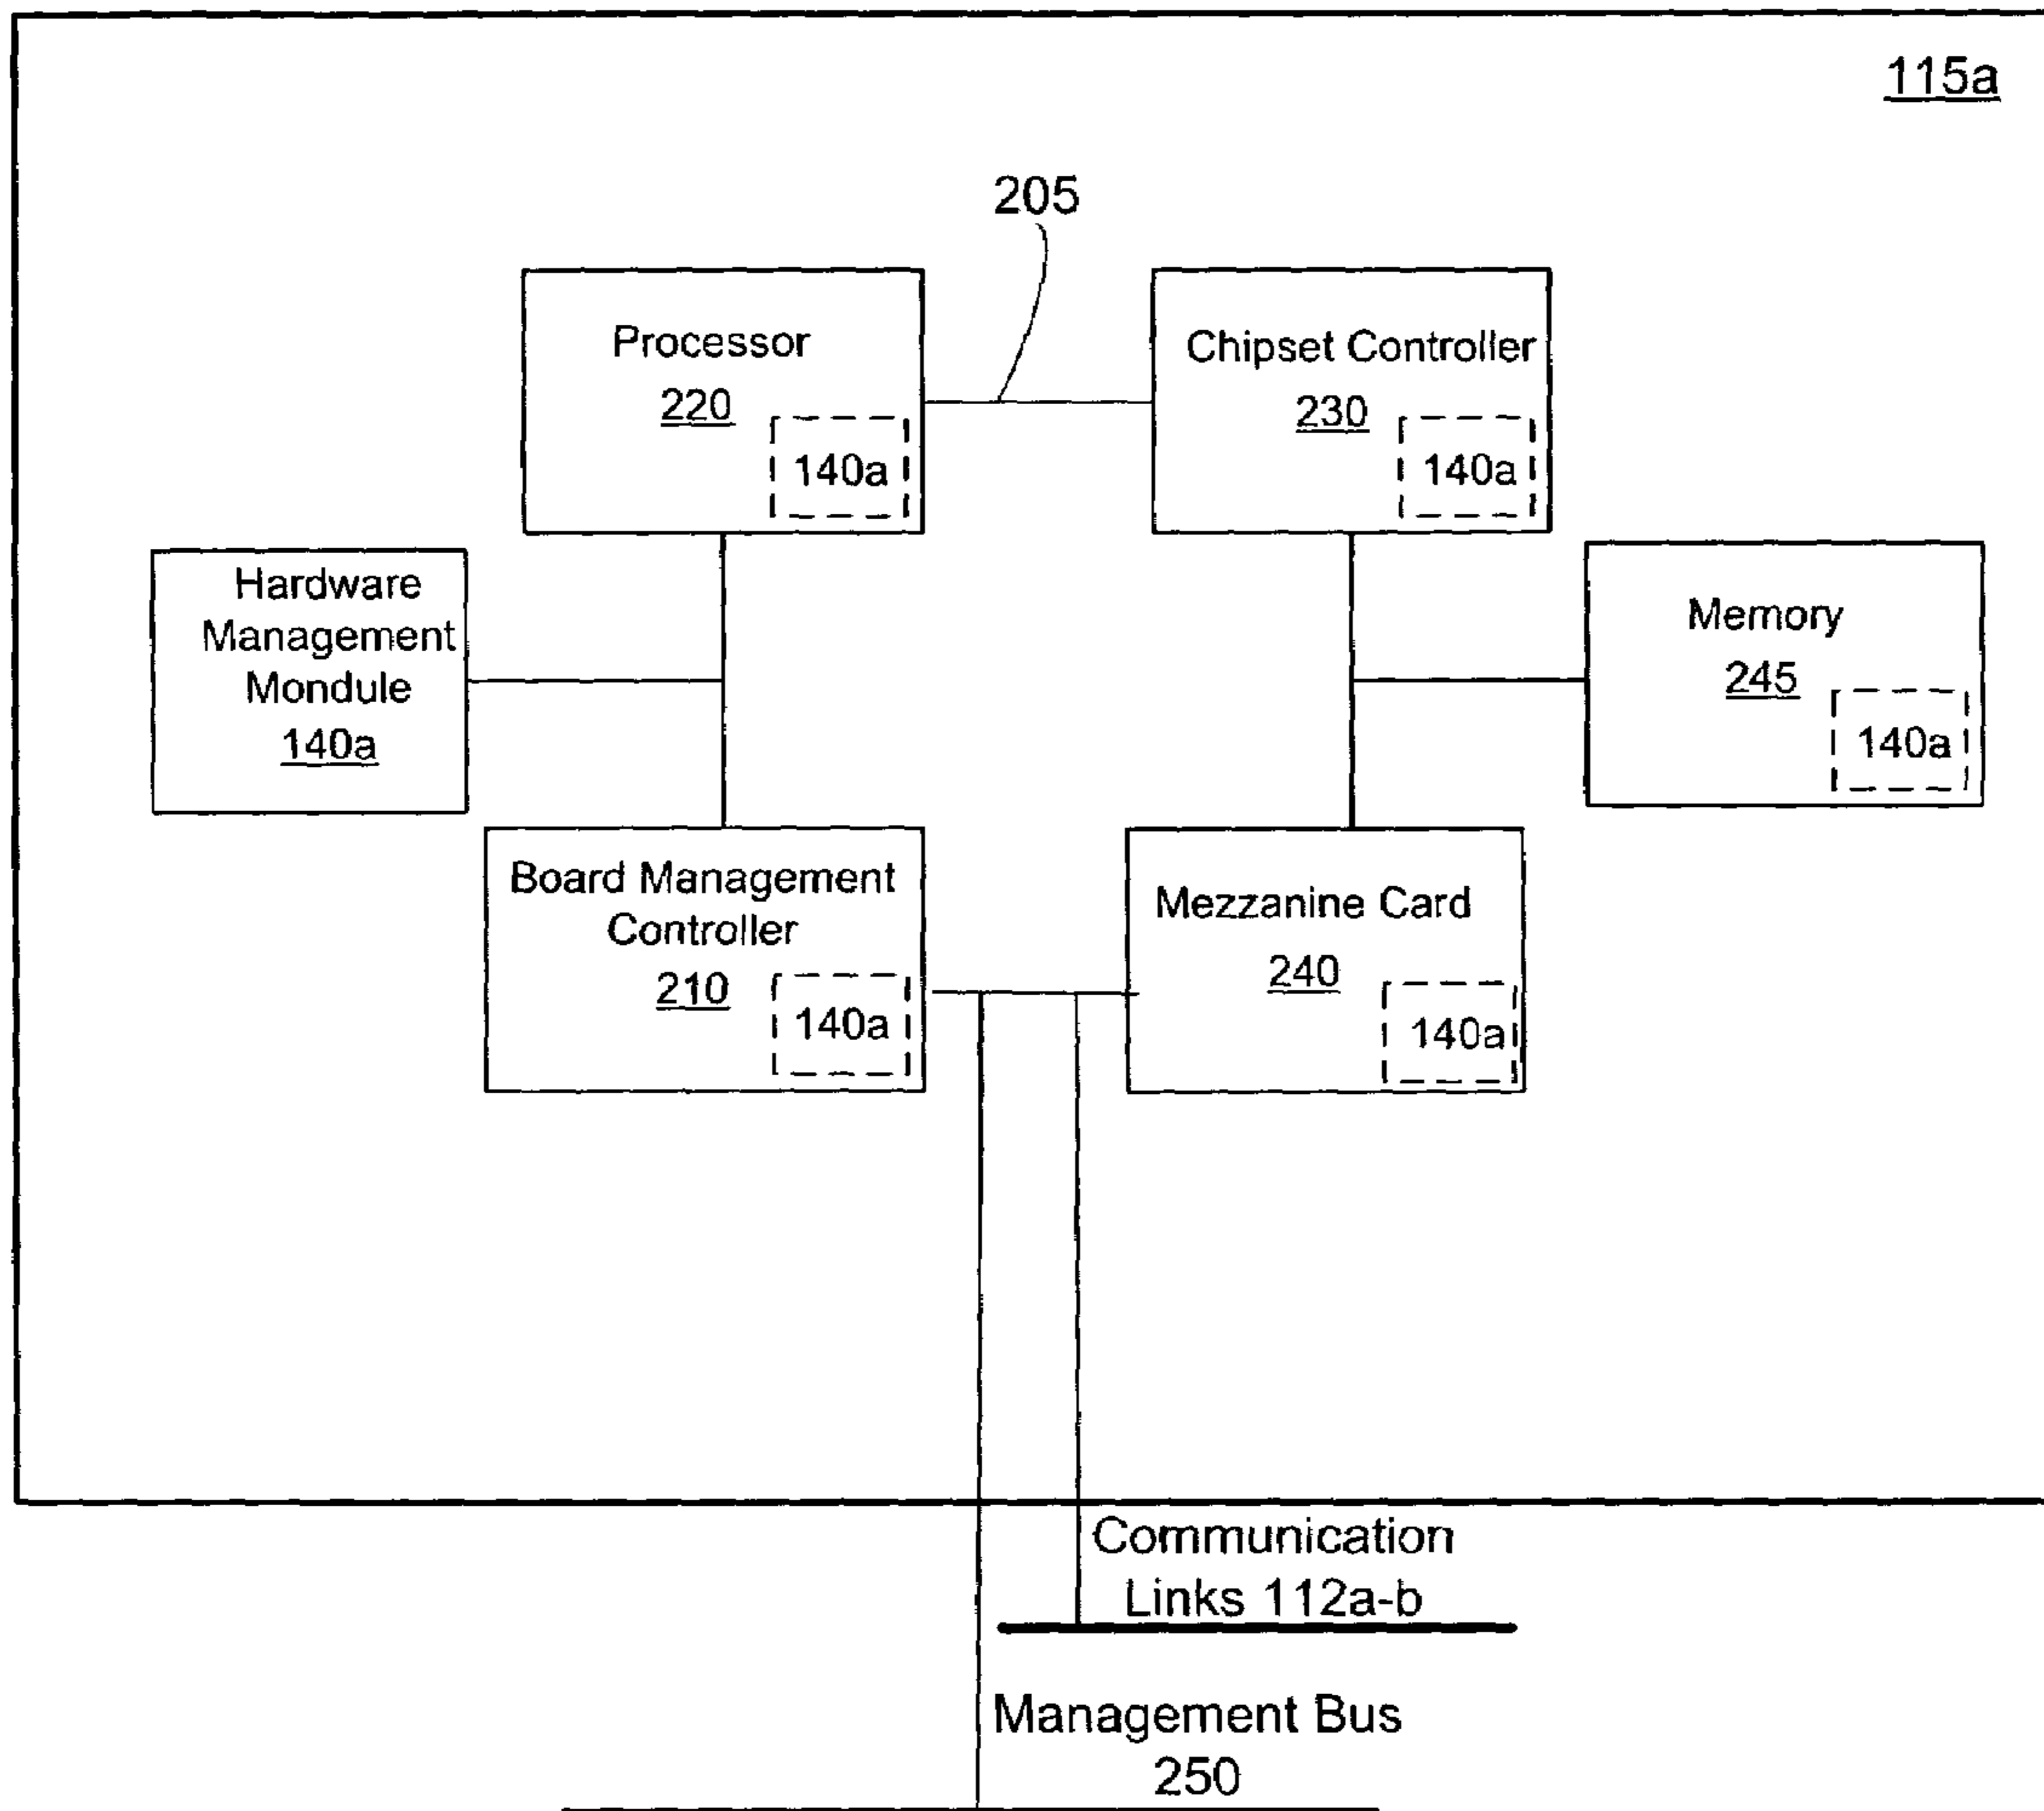 115a
205
Processor
220
140a
Chipset Controller
230
140a
Hardware
Management
Mondule
140a
Memory
245
140a
Board Management
Controller
210
140a
Mezzanine Card
240
140a
Communication
Links 112a-b
Management Bus
250